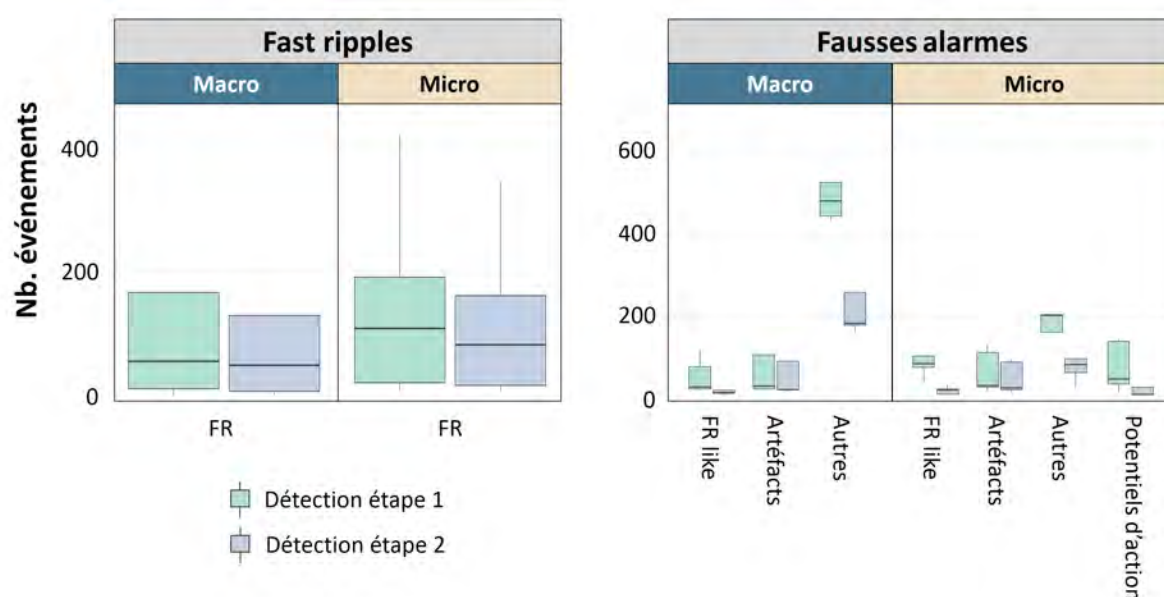 Fast ripples
Macro
Micro
Nb. événements
400
200
0
FR
FR
Détection étape 1
Détection étape 2
Fausses alarmes
Macro
Micro
600
400
200
0
FR like
Artéfacts
Autres
FR like
Artéfacts
Autres
Potentiels d'action